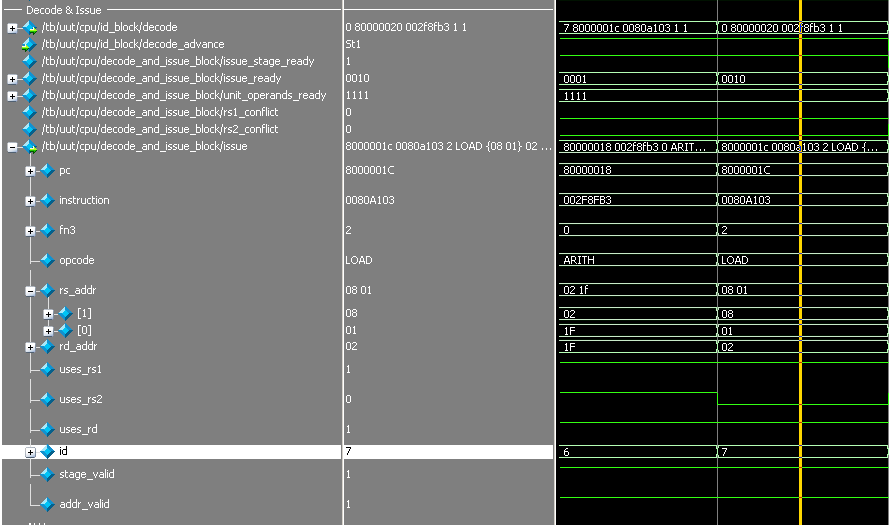 Decode & Issue
/tb/uut/cpu/id_block/decode 0 80000020 002f8fb3 1 1 7 8000001c 0080a103 1 1 0 80000020 002f8fb3 1 1
/tb/uut/cpu/id_block/decode_advance St1
/tb/uut/cpu/decode_and_issue_block/issue_stage_ready 1
/tb/uut/cpu/decode_and_issue_block/issue_ready 0010 0001 0010
/tb/uut/cpu/decode_and_issue_block/unit_operands_ready 1111 1111
/tb/uut/cpu/decode_and_issue_block/rs1_conflict 0
/tb/uut/cpu/decode_and_issue_block/rs2_conflict 0
/tb/uut/cpu/decode_and_issue_block/issue 8000001c 0080a103 2 LOAD {08 01} 02 ... 80000018 002f8fb3 0 ARIT... 8000001c 0080a103 2 LOAD {...
pc 8000001C 80000018 8000001C
instruction 0080A103 002F8FB3 0080A103
fn3 2 0 2
opcode LOAD ARITH LOAD
rs_addr 08 01 02 1f 08 01
[1] 08 02 08
[0] 01 1F 01
rd_addr 02 1F 02
uses_rs1 1
uses_rs2 0
uses_rd 1
id 7 6 7
stage_valid 1
addr_valid 1